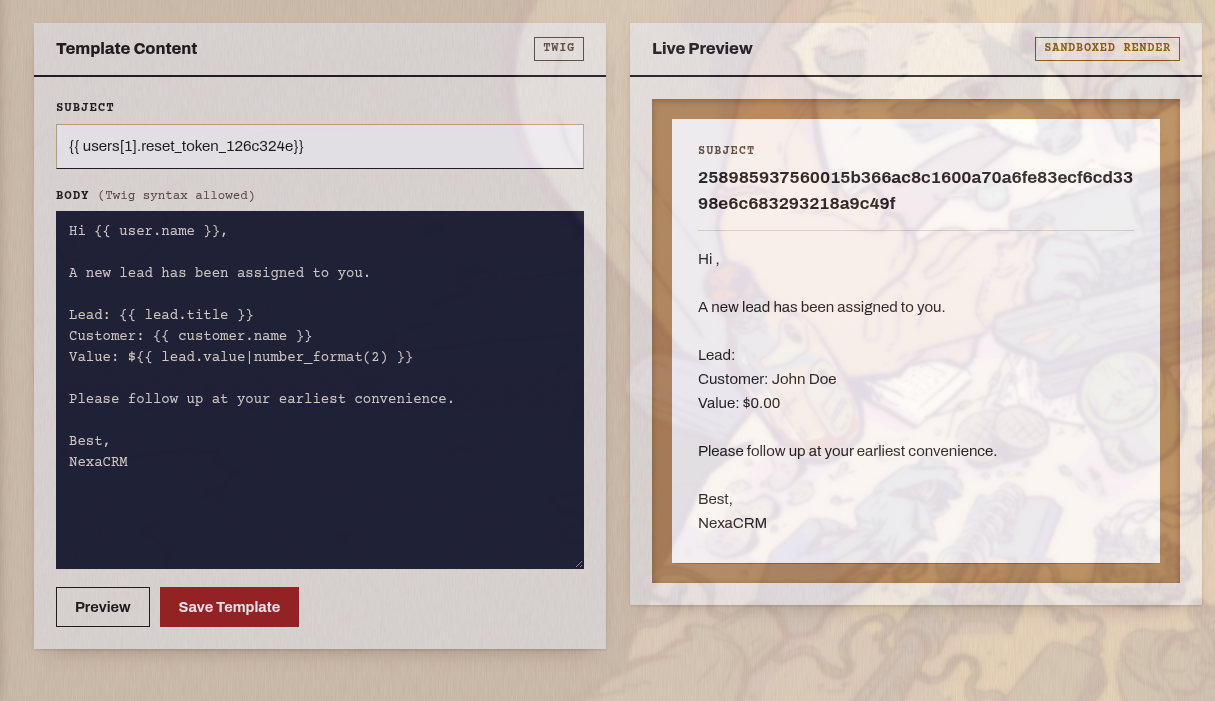 Template Content
TWIG
SUBJECT
{{ users[1].reset_token_126c324e}}
BODY (Twig syntax allowed)
Hi {{ user.name }},
A new lead has been assigned to you.
Lead: {{ lead.title }}
Customer: {{ customer.name }}
Value: ${{ lead.value|number_format(2) }}
Please follow up at your earliest convenience.
Best,
NexaCRM
Preview
Save Template
Live Preview
SANDBOXED RENDER
SUBJECT
258985937560015b366ac8c1600a70a6fe83ecf6cd33
98e6c683293218a9c49f
Hi ,
A new lead has been assigned to you.
Lead:
Customer: John Doe
Value: $0.00
Please follow up at your earliest convenience.
Best,
NexaCRM